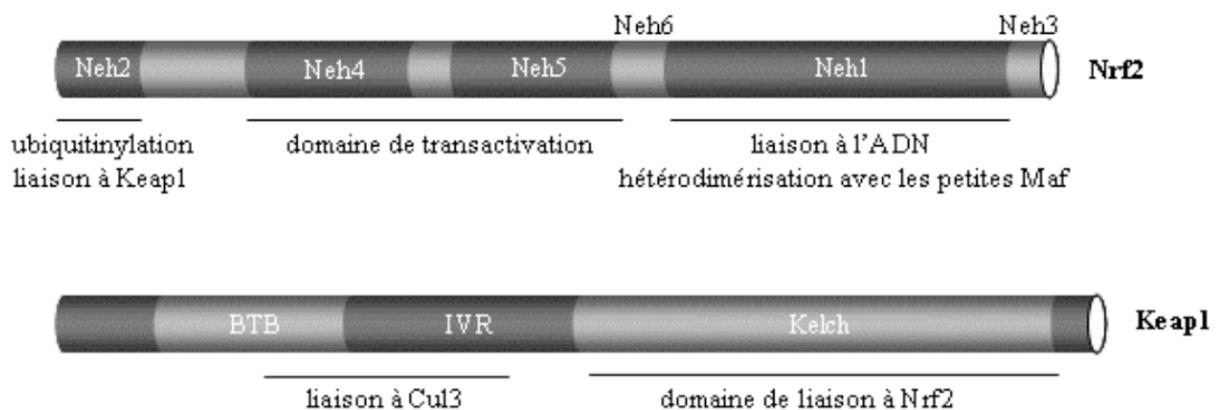 Neh6 Neh3
Neh2 Neh4 Neh5 Neh1 Nrf2
ubiquitinylation domaine de transactivation liaison à l'ADN
liaison à Keap1 hétérodimérisation avec les petites Maf
BTB IVR Kelch Keap1
liaison à Cul3 domaine de liaison à Nrf2